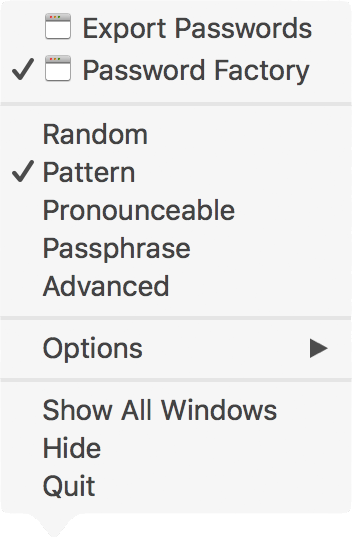 Export Passwords
Password Factory
Random
Pattern
Pronounceable
Passphrase
Advanced
Options
Show All Windows
Hide
Quit